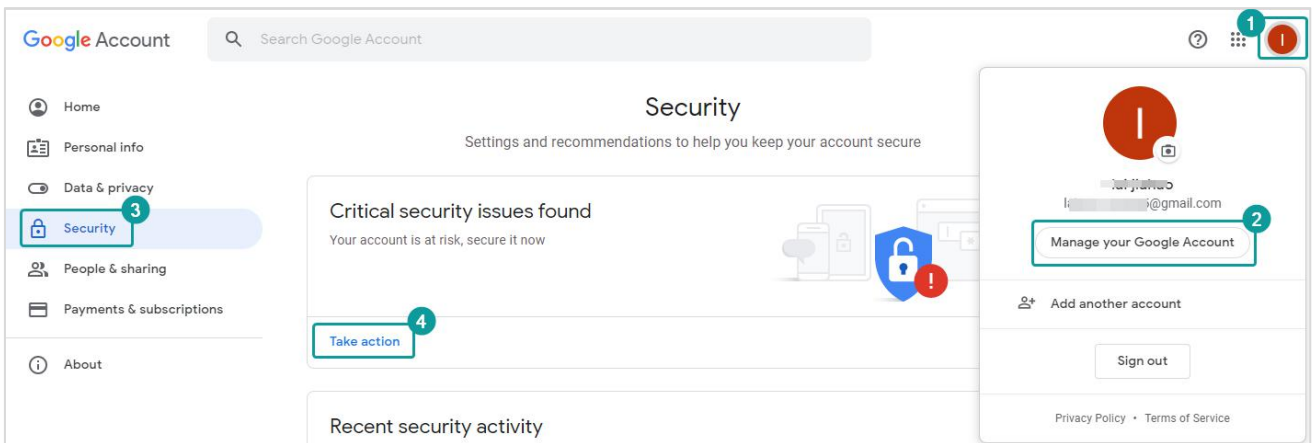 Google Account
Search Google Account
1
I
Home
Personal info
Data & privacy
3
Security
People & sharing
Payments & subscriptions
About
Security
Settings and recommendations to help you keep your account secure
Critical security issues found
Your account is at risk, secure it now
!
4
Take action
Recent security activity
I
@gmail.com
2
Manage your Google Account
Add another account
Sign out
Privacy Policy • Terms of Service